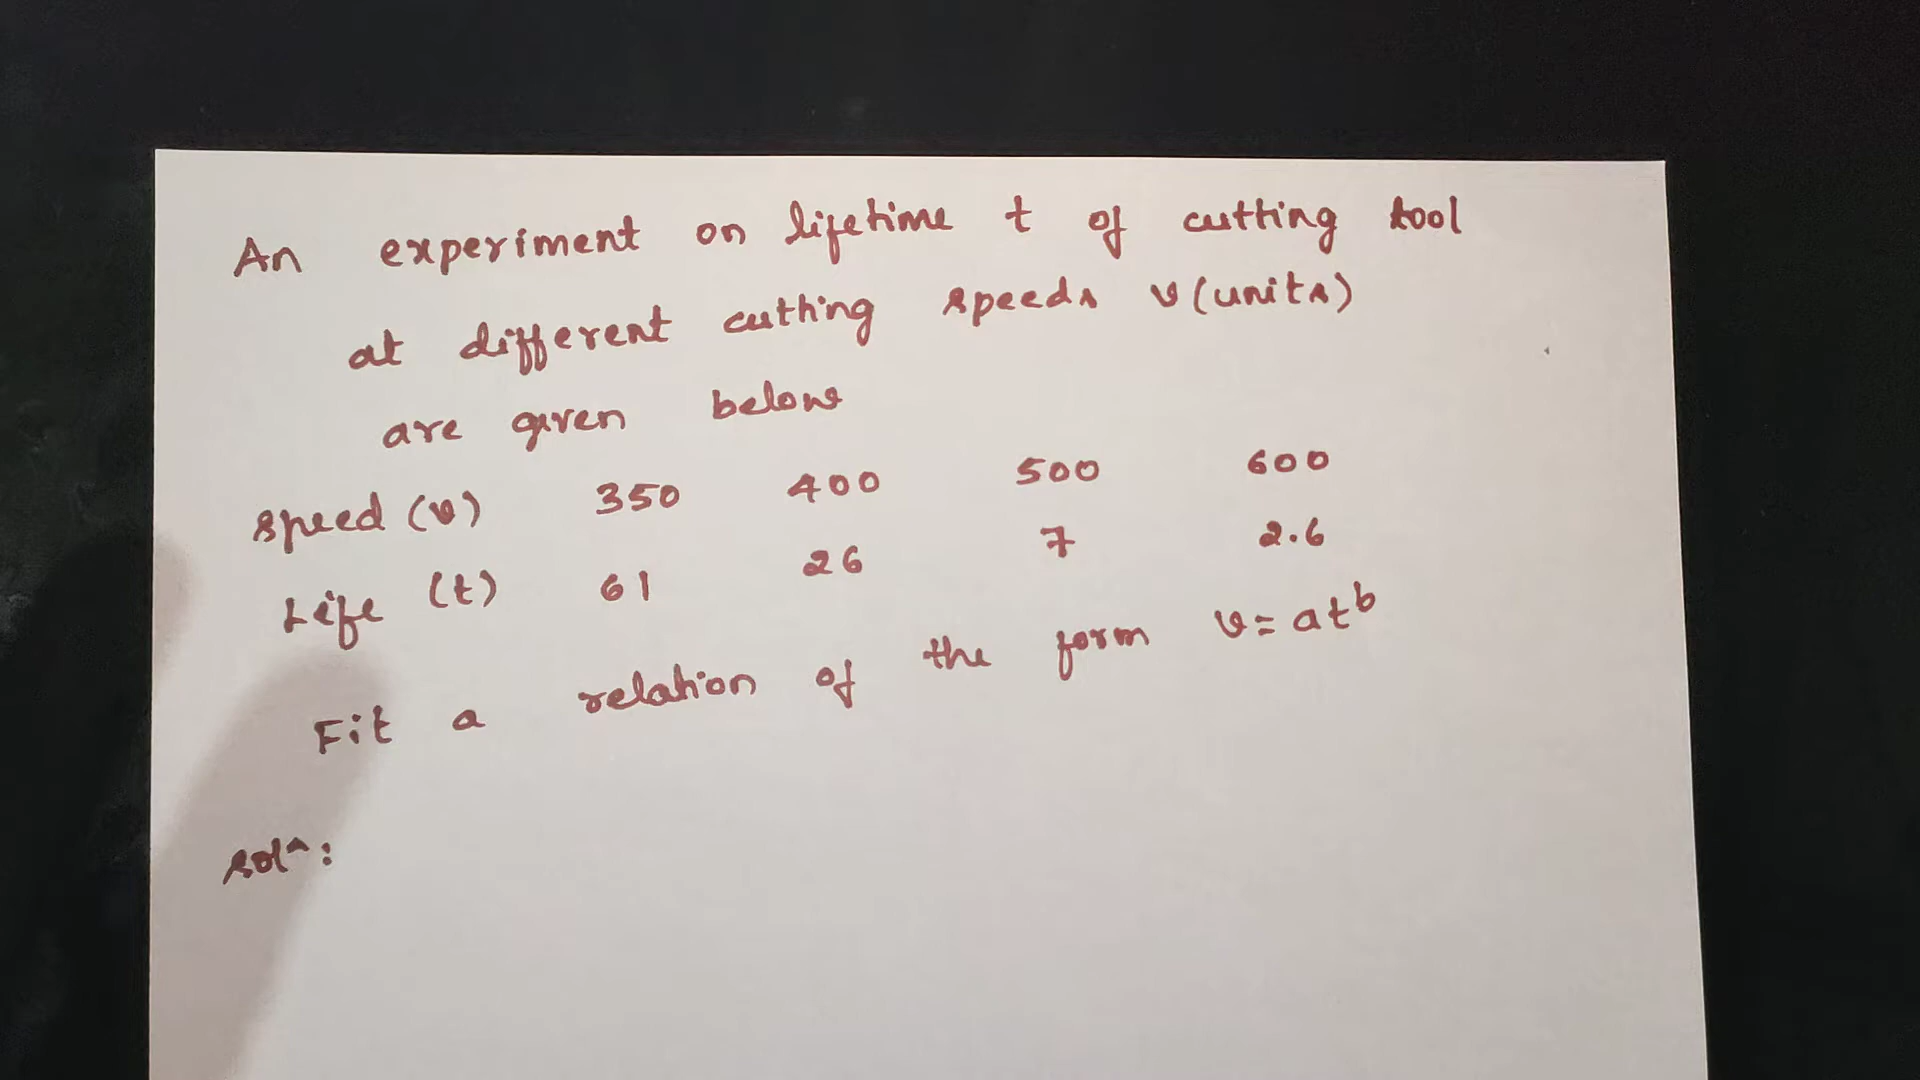 An experiment on lifetime t of cutting tool
at different cutting speeds v (units)
are given below
speed (v) 350 400 500 600
Life (t) 61 26 7 2.6
Fit a relation of the form v = at^b
solⁿ: